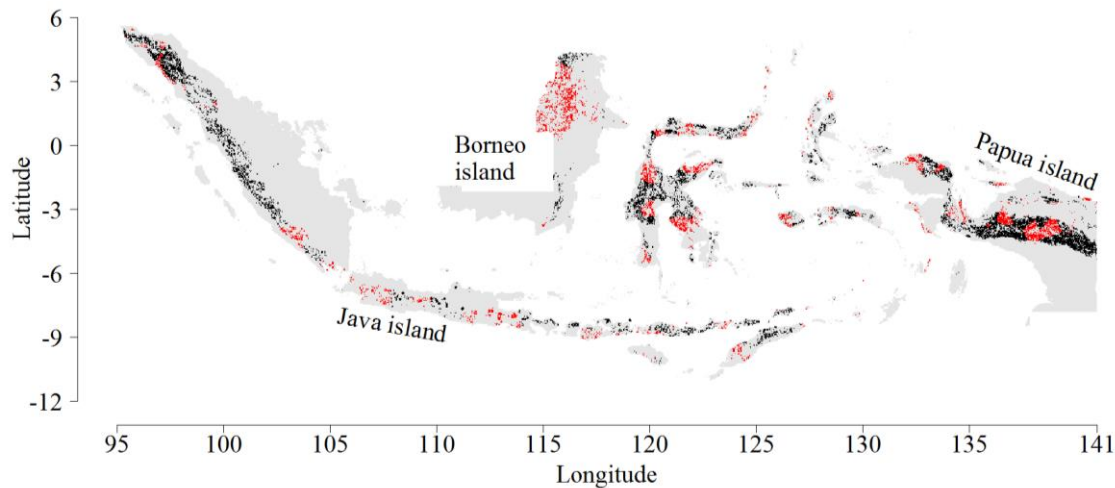 6
3
0
-3
-6
-9
-12
Latitude
Borneo
island
Papua island
Java island
95 100 105 110 115 120 125 130 135 141
Longitude